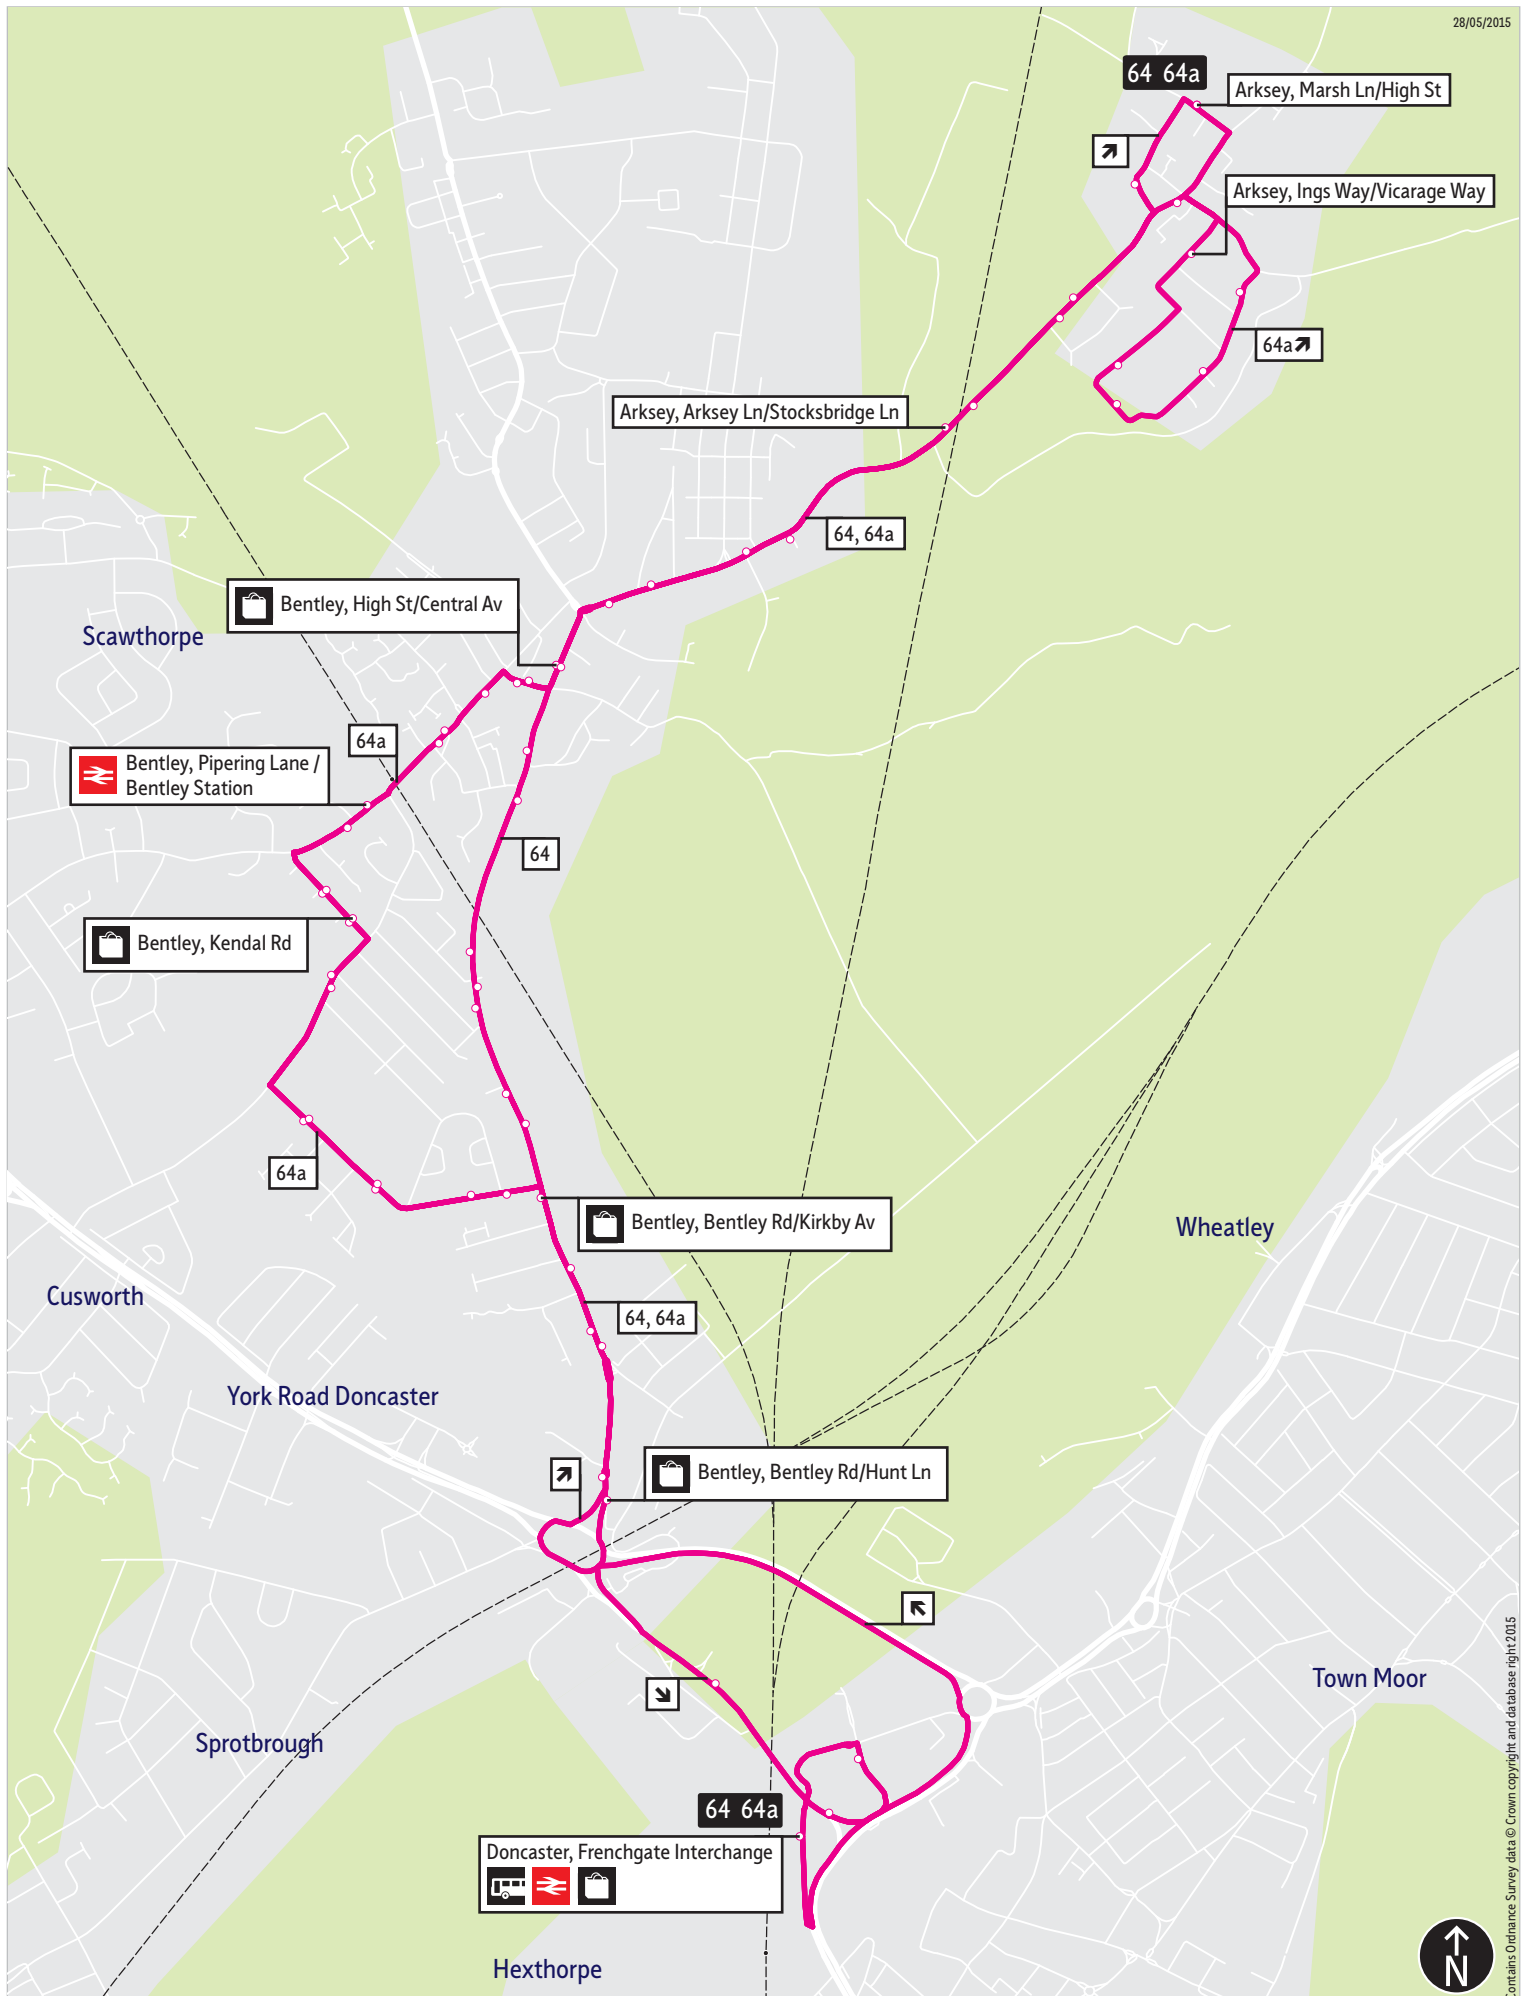 28/05/2015
64 64a
Arksey, Marsh Ln/High St
Arksey, Ings Way/Vicarage Way
64a
Arksey, Arksey Ln/Stocksbridge Ln
64, 64a
Bentley, High St/Central Av
Scawthorpe
64a
Bentley, Pipering Lane /
Bentley Station
64
Bentley, Kendal Rd
64a
Bentley, Bentley Rd/Kirkby Av
Wheatley
Cusworth
64, 64a
York Road Doncaster
Bentley, Bentley Rd/Hunt Ln
Town Moor
Sprotbrough
64 64a
Doncaster, Frenchgate Interchange
Hexthorpe
N
Contains Ordnance Survey data © Crown copyright and database right 2015